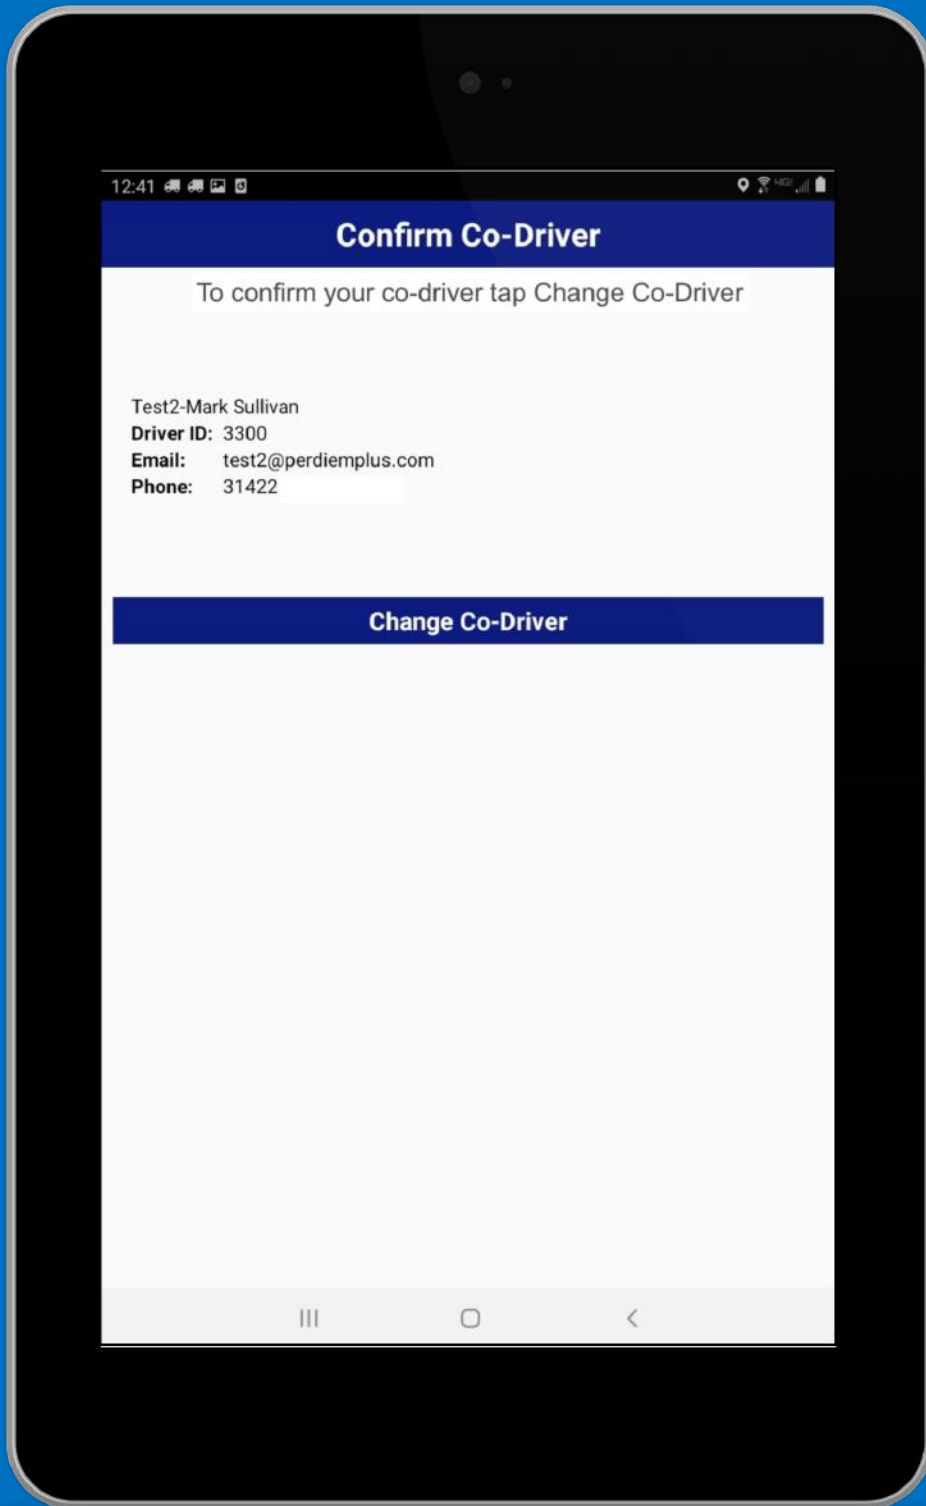 12:41
Confirm Co-Driver
To confirm your co-driver tap Change Co-Driver
Test2-Mark Sullivan
Driver ID: 3300
Email: test2@perdiemplus.com
Phone: 31422
Change Co-Driver